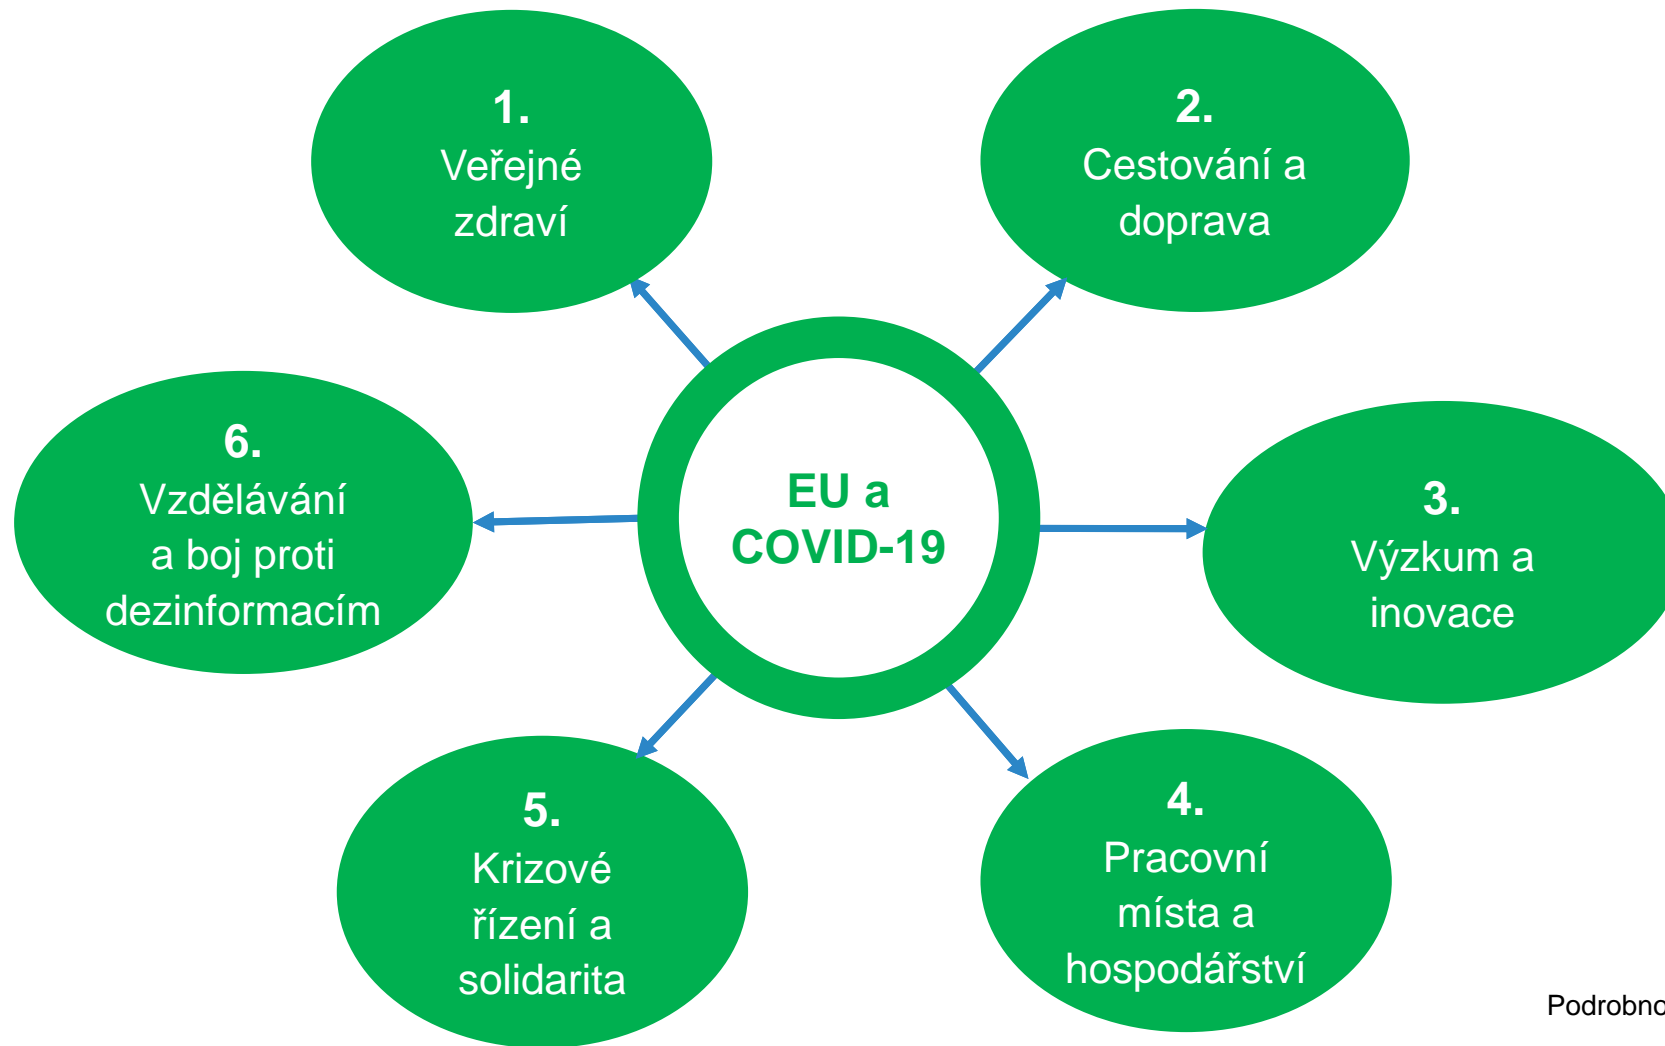 1.
Veřejné
zdraví
2.
Cestování a
doprava
EU a
COVID-19
3.
Výzkum a
inovace
4.
Pracovní
místa a
hospodářství
5.
Krizové
řízení a
solidarita
6.
Vzdělávání
a boj proti
dezinformacím
Podrobno